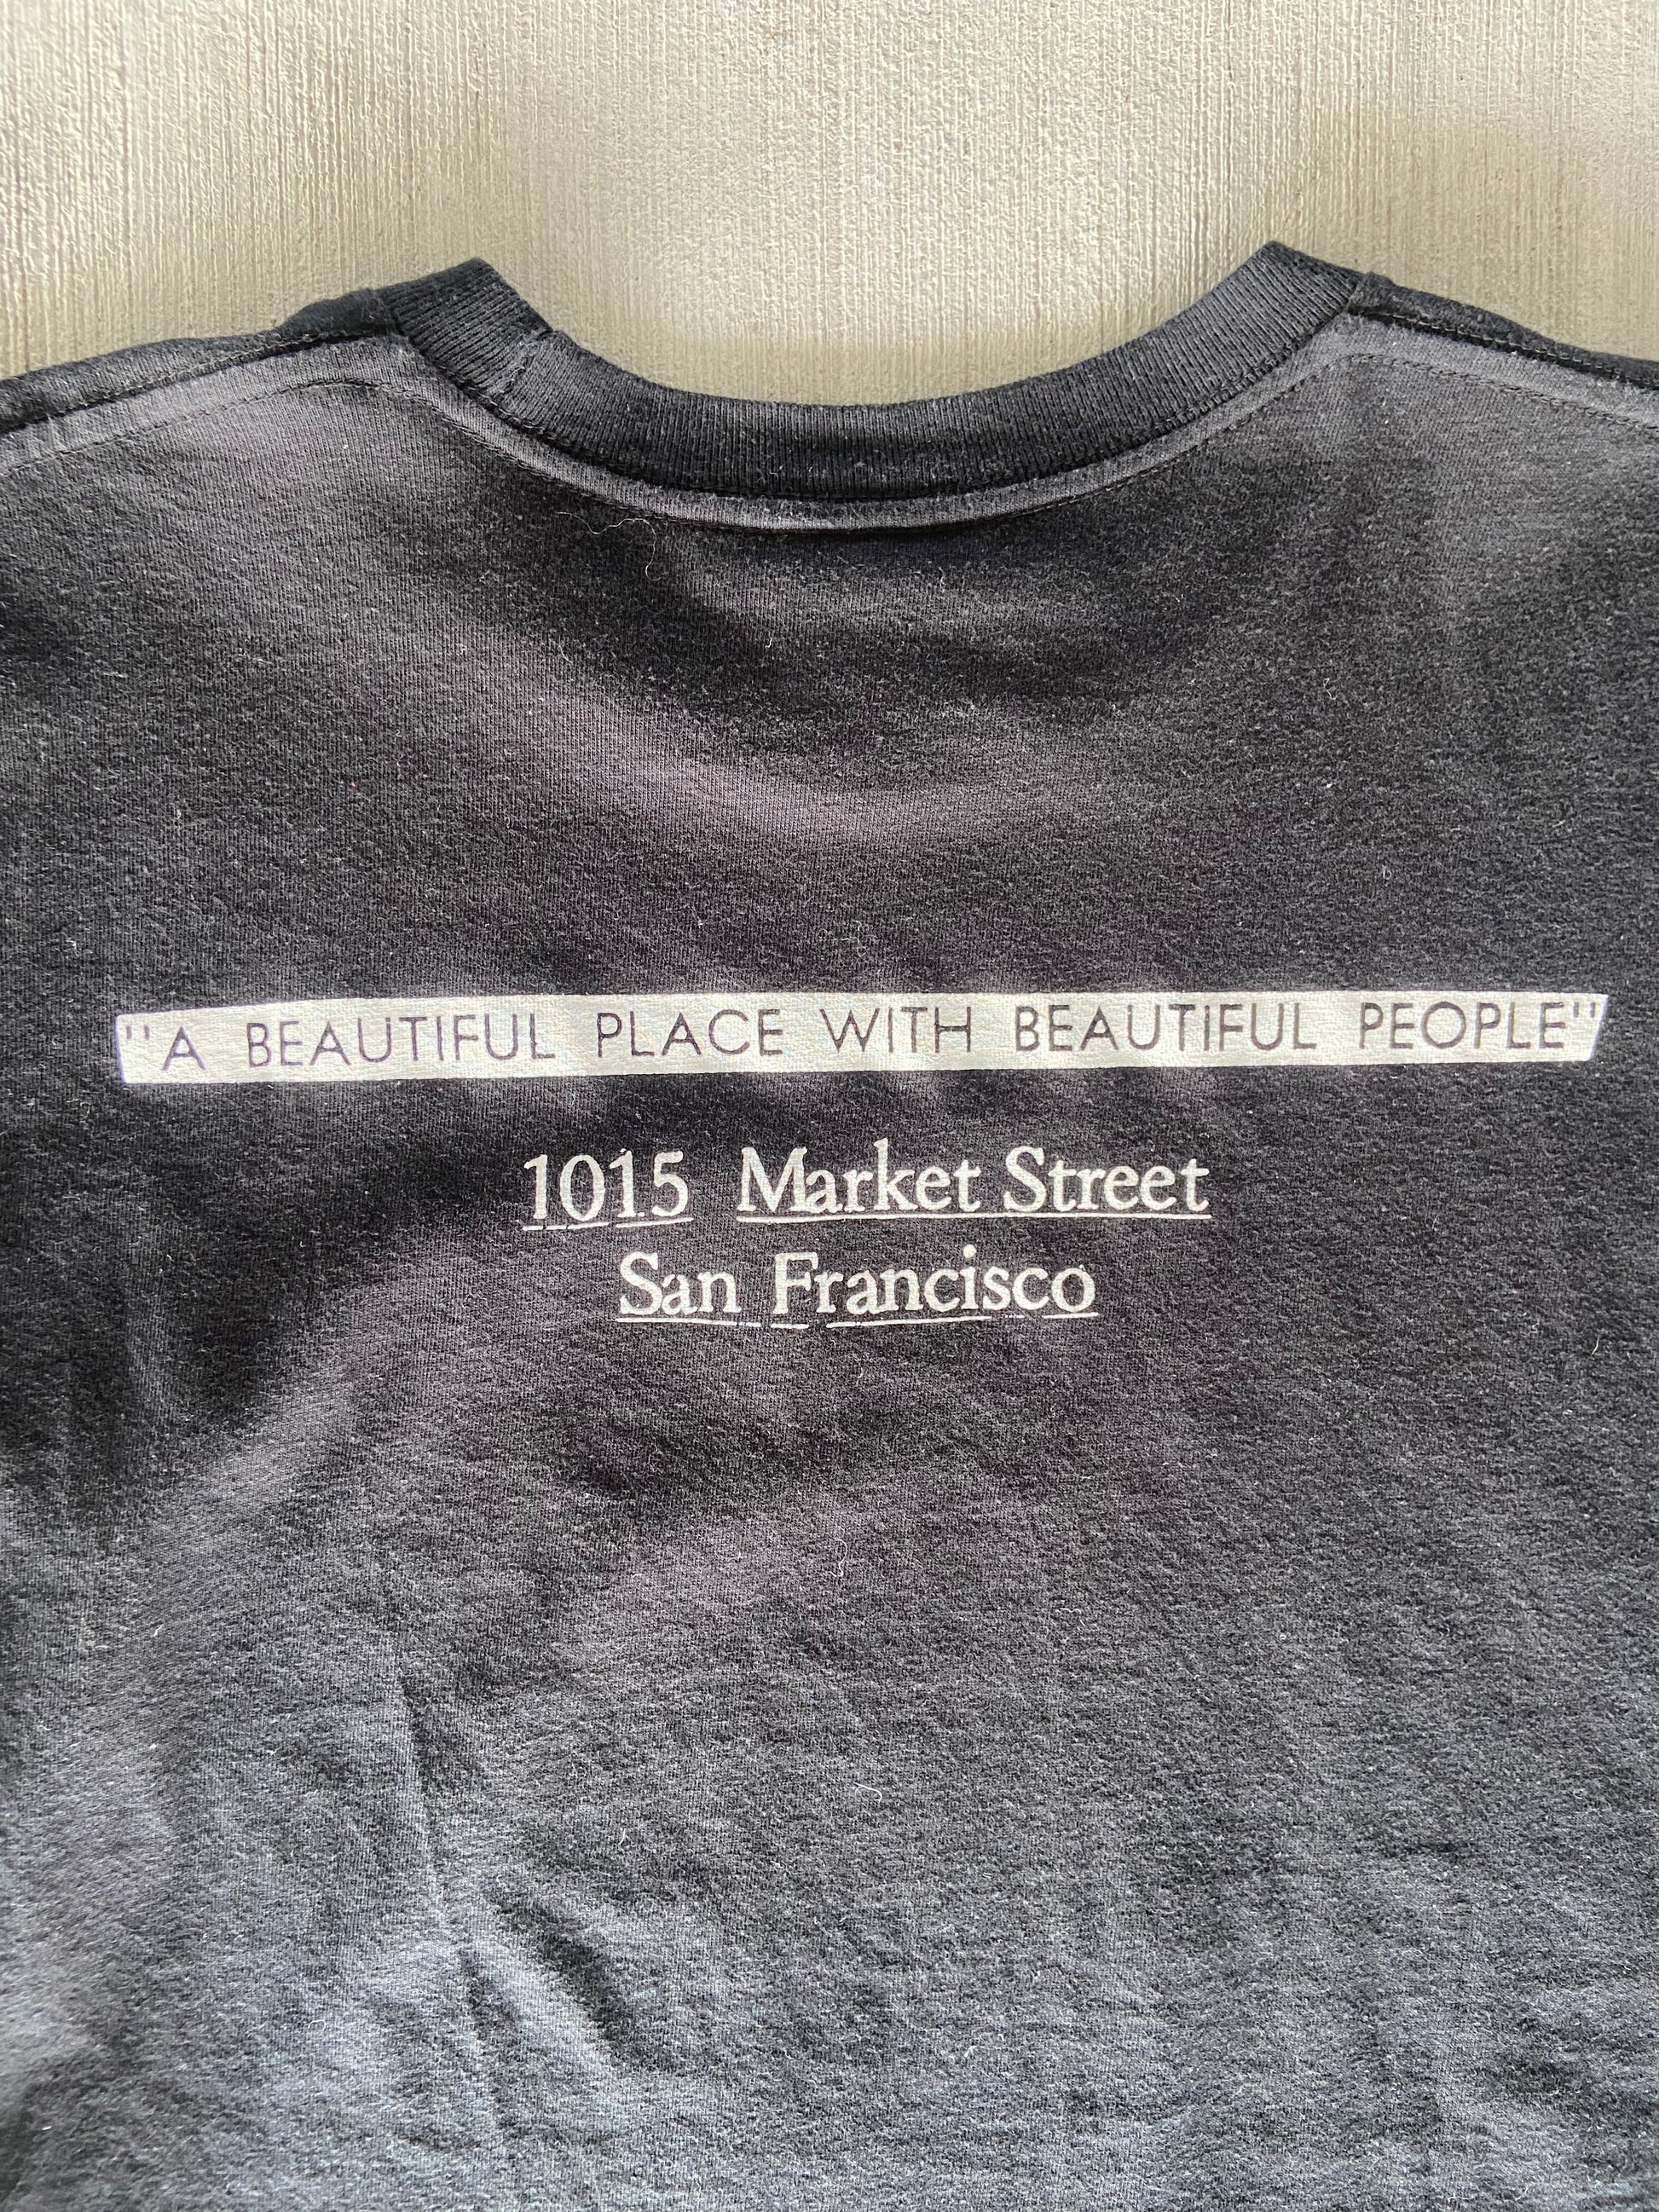 "A BEAUTIFUL PLACE WITH BEAUTIFUL PEOPLE"
1015 Market Street
San Francisco